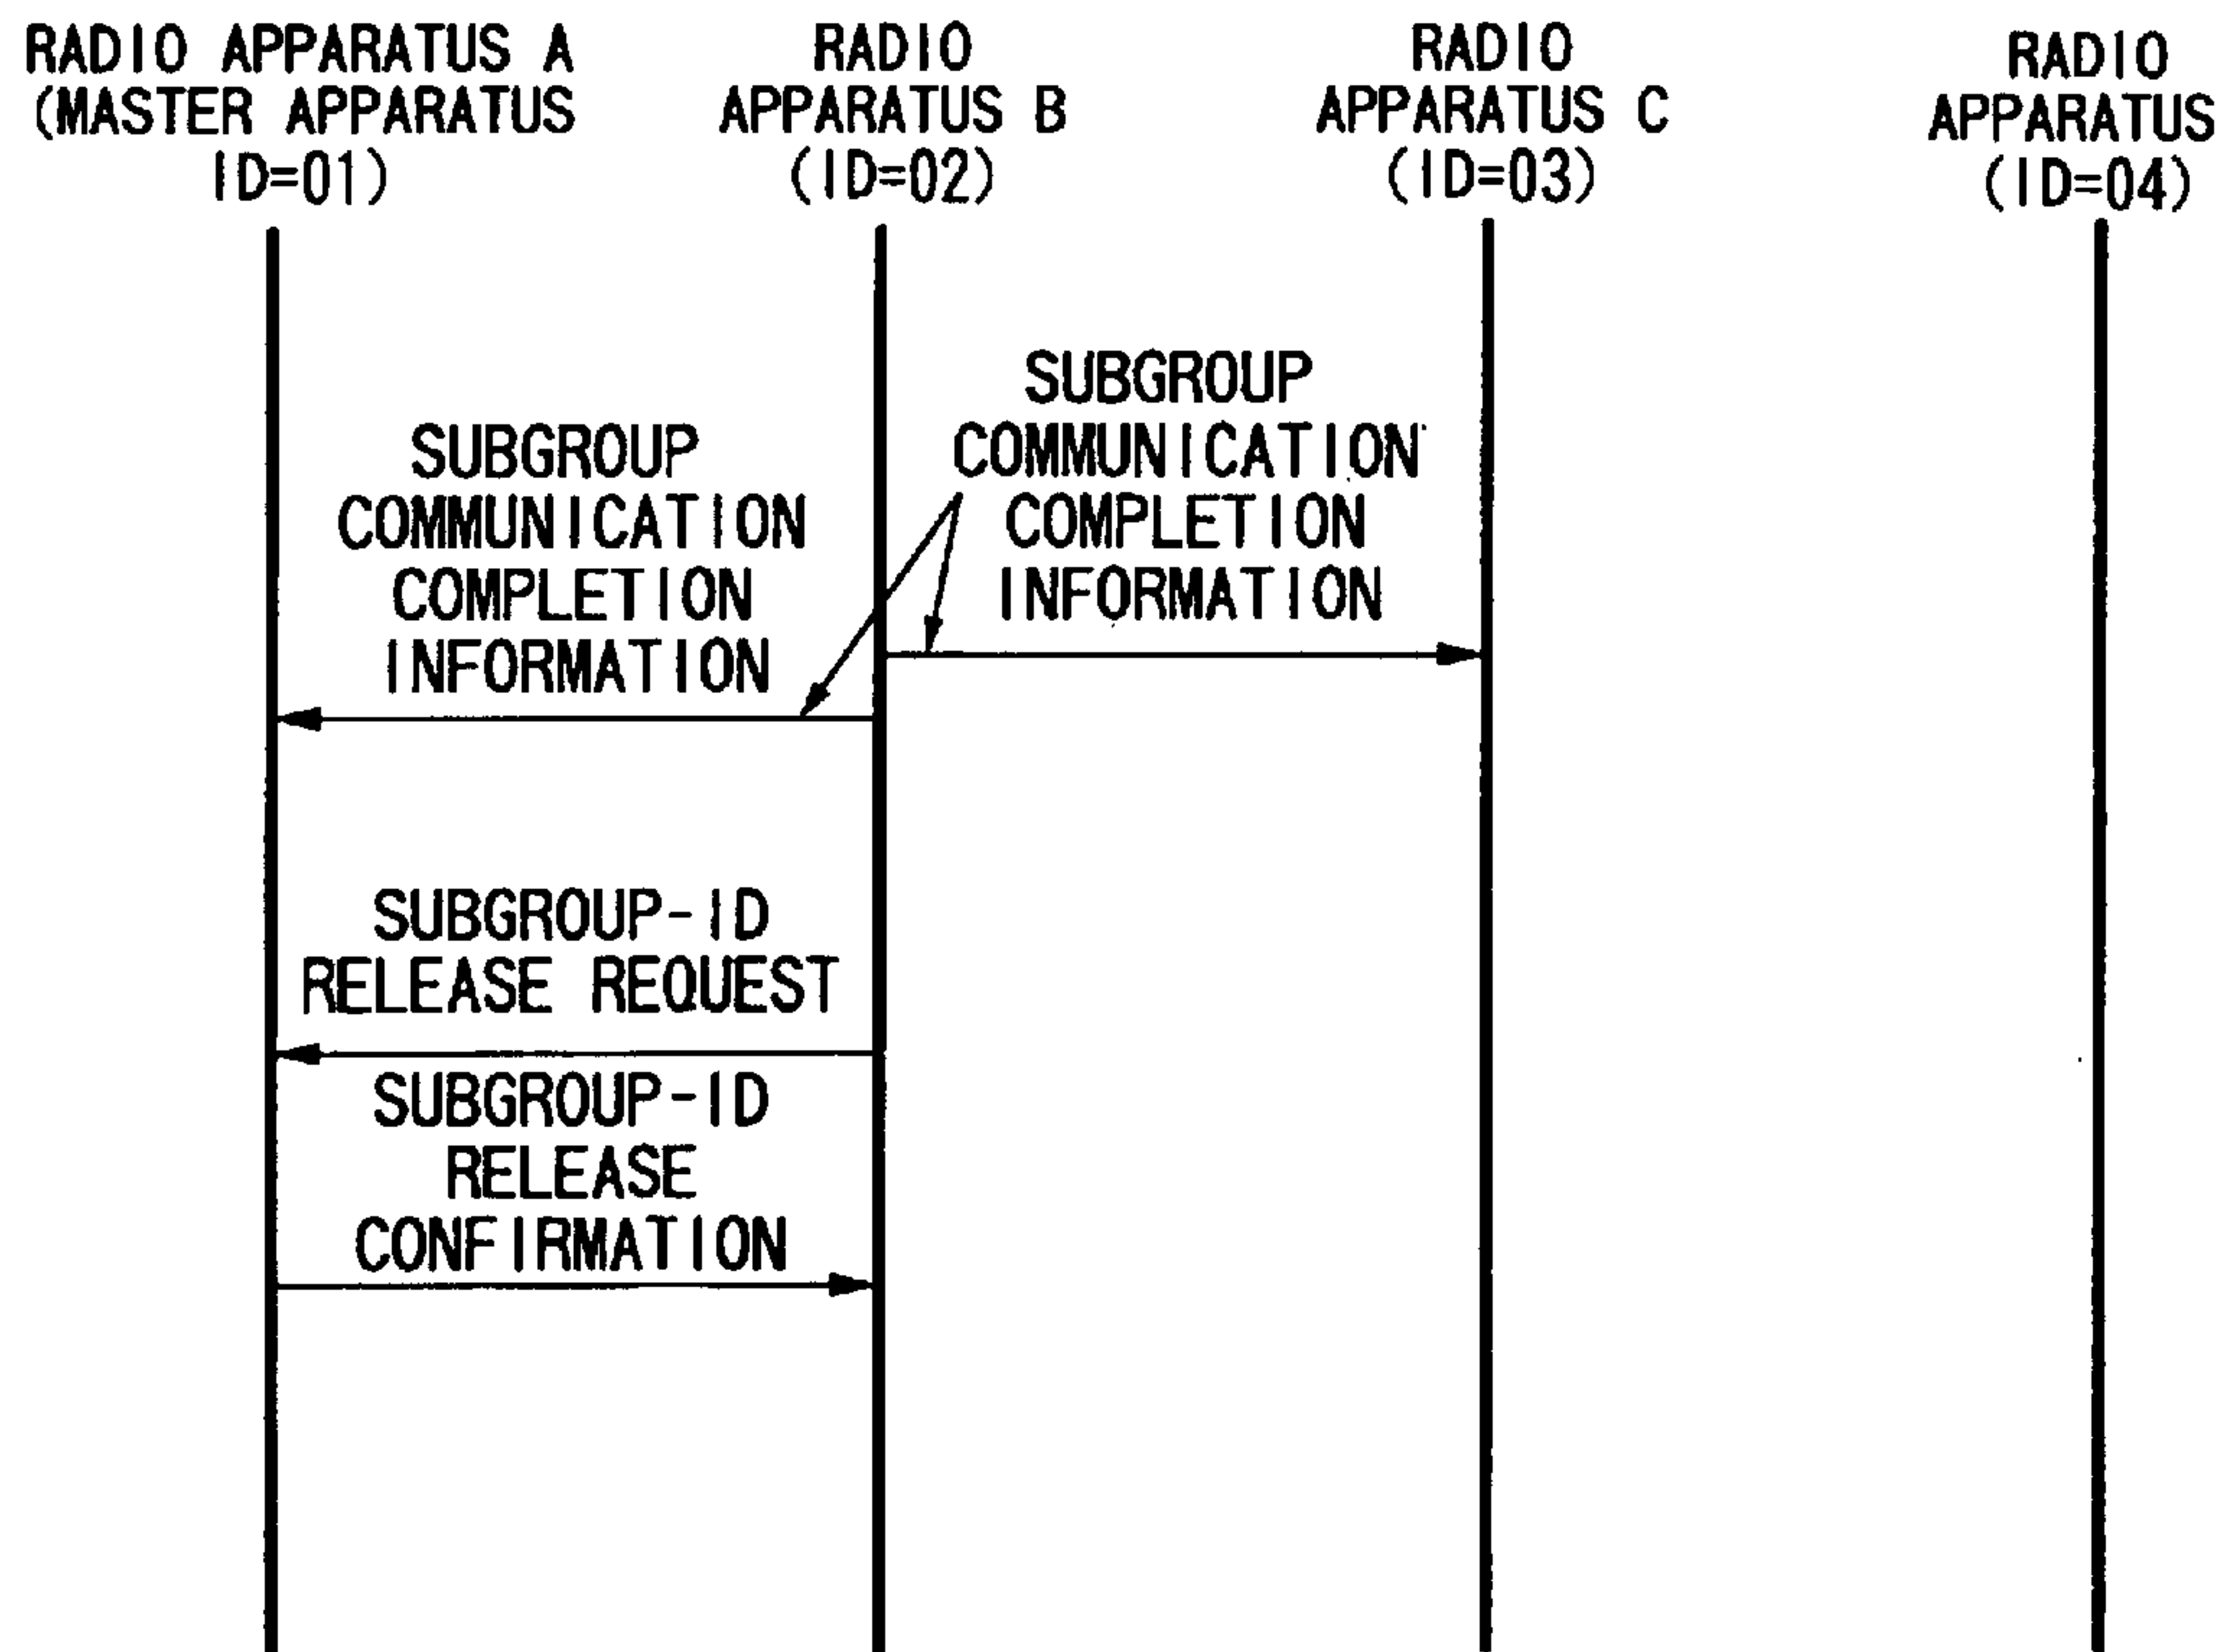 RADIO APPARATUS A
(MASTER APPARATUS
ID=01)
RADIO
APPARATUS B
(ID=02)
RADIO
APPARATUS C
(ID=03)
RADIO
APPARATUS
(ID=04)
SUBGROUP
COMMUNICATION
COMPLETION
INFORMATION
SUBGROUP
COMMUNICATION
COMPLETION
INFORMATION
SUBGROUP-ID
RELEASE REQUEST
SUBGROUP-ID
RELEASE
CONFIRMATION